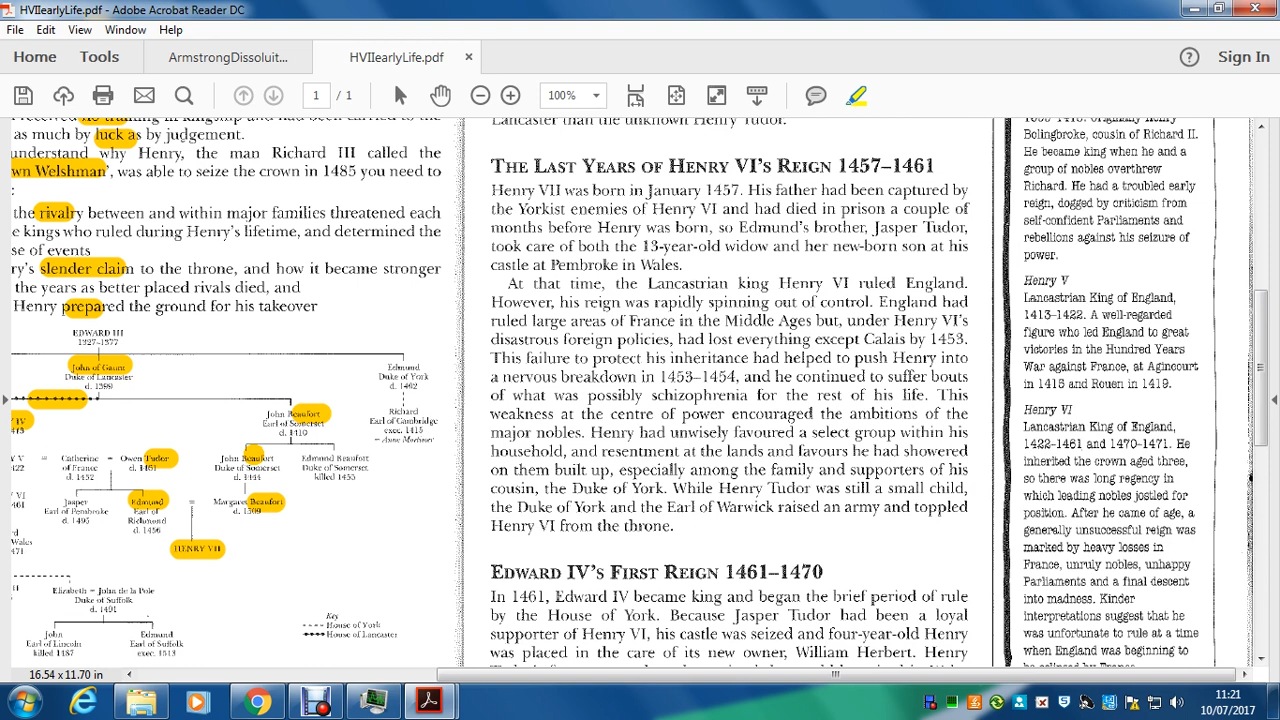 HVIIearlyLife.pdf - Adobe Acrobat Reader DC
File Edit View Window Help
Home Tools ArmstrongDissoluit... HVIIearlyLife.pdf × Sign In
1 / 1 100%
as much by luck as by judgement.
understand why Henry, the man Richard III called the
wn Welshman', was able to seize the crown in 1485 you need to
:
the rivalry between and within major families threatened each
e kings who ruled during Henry's lifetime, and determined the
se of events
ry's slender claim to the throne, and how it became stronger
the years as better placed rivals died, and
Henry prepared the ground for his takeover
EDWARD III
1327–1377
John of Gaunt
Duke of Lancaster
d. 1399
Edmund
Duke of York
d. 1402
IV
413
John Beaufort
Earl of Somerset
d. 1410
Richard
Earl of Cambridge
exec. 1415
= Anne Mortimer
V
422
= Catherine
of France
d. 1437
= Owen Tudor
d. 1461
John Beaufort
Duke of Somerset
d. 1444
Edmund Beaufort
Duke of Somerset
killed 1455
VI
461
Jasper
Earl of Pembroke
d. 1495
Edmund
Earl of
Richmond
d. 1456
=
Margaret Beaufort
d. 1509
Wales
471
HENRY VII
Elizabeth = John de la Pole
Duke of Suffolk
d. 1491
John
Earl of Lincoln
killed 1487
Edmund
Earl of Suffolk
exec. 1513
Key
House of York
House of Lancaster
Lancaster than the unknown Henry Tudor.
THE LAST YEARS OF HENRY VI'S REIGN 1457–1461
Henry VII was born in January 1457. His father had been captured by
the Yorkist enemies of Henry VI and had died in prison a couple of
months before Henry was born, so Edmund's brother, Jasper Tudor,
took care of both the 13-year-old widow and her new-born son at his
castle at Pembroke in Wales.
At that time, the Lancastrian king Henry VI ruled England.
However, his reign was rapidly spinning out of control. England had
ruled large areas of France in the Middle Ages but, under Henry VI's
disastrous foreign policies, had lost everything except Calais by 1453.
This failure to protect his inheritance had helped to push Henry into
a nervous breakdown in 1453–1454, and he continued to suffer bouts
of what was possibly schizophrenia for the rest of his life. This
weakness at the centre of power encouraged the ambitions of the
major nobles. Henry had unwisely favoured a select group within his
household, and resentment at the lands and favours he had showered
on them built up, especially among the family and supporters of his
cousin, the Duke of York. While Henry Tudor was still a small child,
the Duke of York and the Earl of Warwick raised an army and toppled
Henry VI from the throne.
EDWARD IV'S FIRST REIGN 1461–1470
In 1461, Edward IV became king and began the brief period of rule
by the House of York. Because Jasper Tudor had been a loyal
supporter of Henry VI, his castle was seized and four-year-old Henry
was placed in the care of its new owner, William Herbert. Henry
originally Henry
Bolingbroke, cousin of Richard II.
He became king when he and a
group of nobles overthrew
Richard. He had a troubled early
reign, dogged by criticism from
self-confident Parliaments and
rebellions against his seizure of
power.
Henry V
Lancastrian King of England,
1413–1422. A well-regarded
figure who led England to great
victories in the Hundred Years
War against France, at Agincourt
in 1415 and Rouen in 1419.
Henry VI
Lancastrian King of England,
1422–1461 and 1470–1471. He
inherited the crown aged three,
so there was long regency in
which leading nobles jostled for
position. After he came of age, a
generally unsuccessful reign was
marked by heavy losses in
France, unruly nobles, unhappy
Parliaments and a final descent
into madness. Kinder
interpretations suggest that he
was unfortunate to rule at a time
when England was beginning to
16.54 x 11.70 in
11:21
10/07/2017